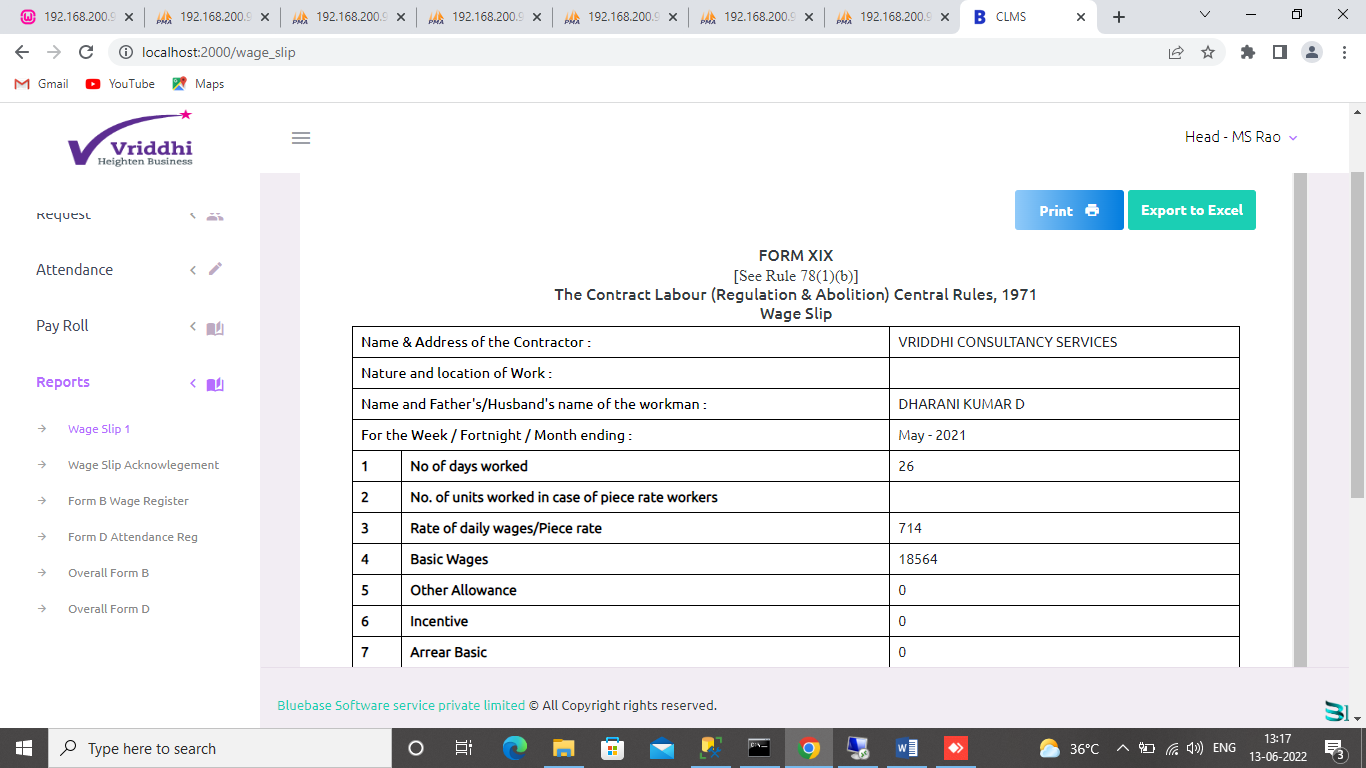 192.168.200.9
192.168.200.9
192.168.200.9
192.168.200.9
192.168.200.9
192.168.200.9
192.168.200.9
CLMS
localhost:2000/wage_slip
Gmail
YouTube
Maps
Vriddhi
Heighten Business
Head - MS Rao
Request
Attendance
Pay Roll
Reports
Wage Slip 1
Wage Slip Acknowlegement
Form B Wage Register
Form D Attendance Reg
Overall Form B
Overall Form D
Print
Export to Excel
FORM XIX
[See Rule 78(1)(b)]
The Contract Labour (Regulation & Abolition) Central Rules, 1971
Wage Slip
Name & Address of the Contractor : VRIDDHI CONSULTANCY SERVICES
Nature and location of Work :
Name and Father's/Husband's name of the workman : DHARANI KUMAR D
For the Week / Fortnight / Month ending : May - 2021
1 No of days worked 26
2 No. of units worked in case of piece rate workers
3 Rate of daily wages/Piece rate 714
4 Basic Wages 18564
5 Other Allowance 0
6 Incentive 0
7 Arrear Basic 0
Bluebase Software service private limited © All Copyright rights reserved.
Type here to search
36°C
ENG
13:17
13-06-2022
3